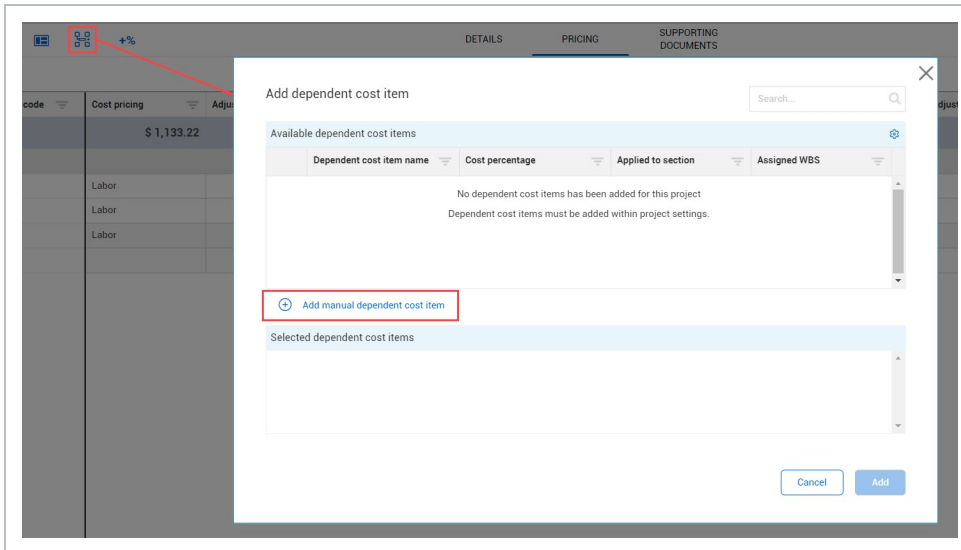 +%
DETAILS
PRICING
SUPPORTING
DOCUMENTS
code
Cost pricing
Adju
djust
$ 1,133.22
Labor
Labor
Labor
Add dependent cost item
Search...
Available dependent cost items
Dependent cost item name
Cost percentage
Applied to section
Assigned WBS
No dependent cost items has been added for this project
Dependent cost items must be added within project settings.
Add manual dependent cost item
Selected dependent cost items
Cancel
Add